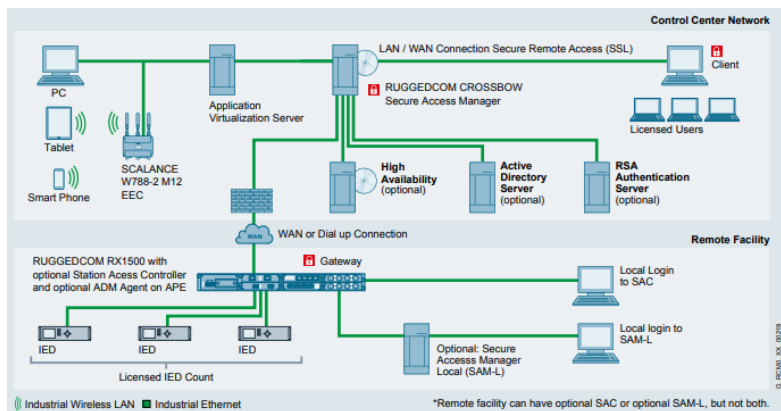 Control Center Network
LAN / WAN Connection Secure Remote Access (SSL)
PC
Application
Virtualization Server
RUGGEDCOM CROSSBOW
Secure Access Manager
Client
Licensed Users
Tablet
Smart Phone
SCALANCE
W788-2 M12
EEC
High
Availability
(optional)
Active
Directory
Server
(optional)
RSA
Authentication
Server
(optional)
WAN
WAN or Dial up Connection
Remote Facility
RUGGEDCOM RX1500 with
optional Station Acess Controller
and optional ADM Agent on APE
Gateway
Local Login
to SAC
IED
IED
IED
Licensed IED Count
Optional: Secure
Accesss Manager
Local (SAM-L)
Local login to
SAM-L
G_RCM0_XX_00219
Industrial Wireless LAN
Industrial Ethernet
*Remote facility can have optional SAC or optional SAM-L, but not both.